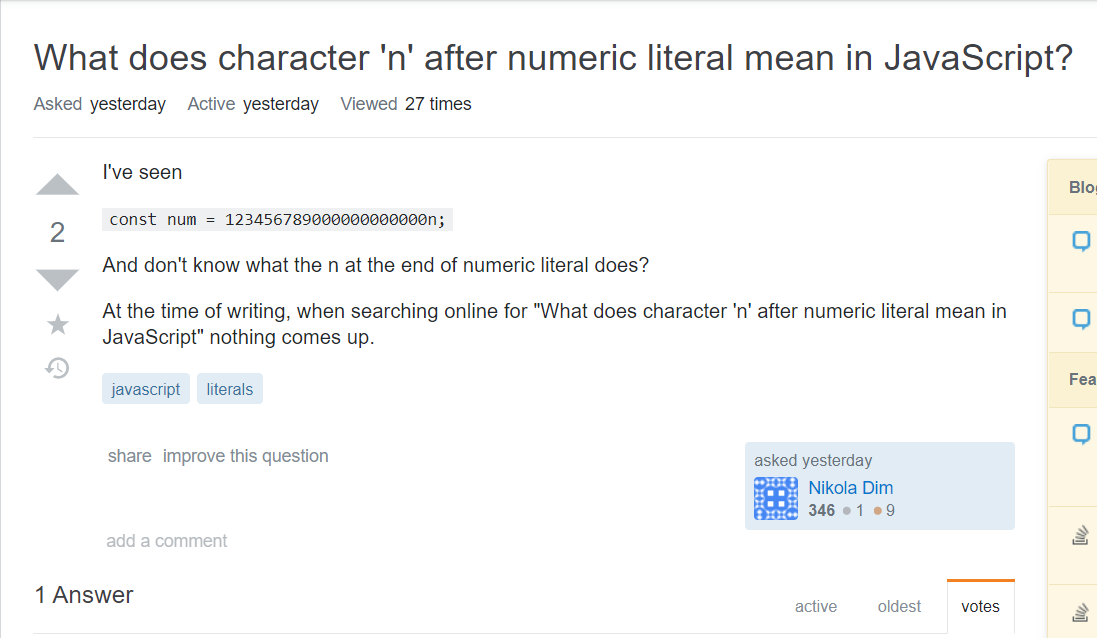 What does character 'n' after numeric literal mean in JavaScript?
Asked yesterday Active yesterday Viewed 27 times
I've seen
2
const num = 123456789000000000000n;
And don't know what the n at the end of numeric literal does?
At the time of writing, when searching online for "What does character 'n' after numeric literal mean in
JavaScript" nothing comes up.
javascript literals
share improve this question
asked yesterday
Nikola Dim
346 1 9
add a comment
1 Answer
active oldest votes
Blo
Fea